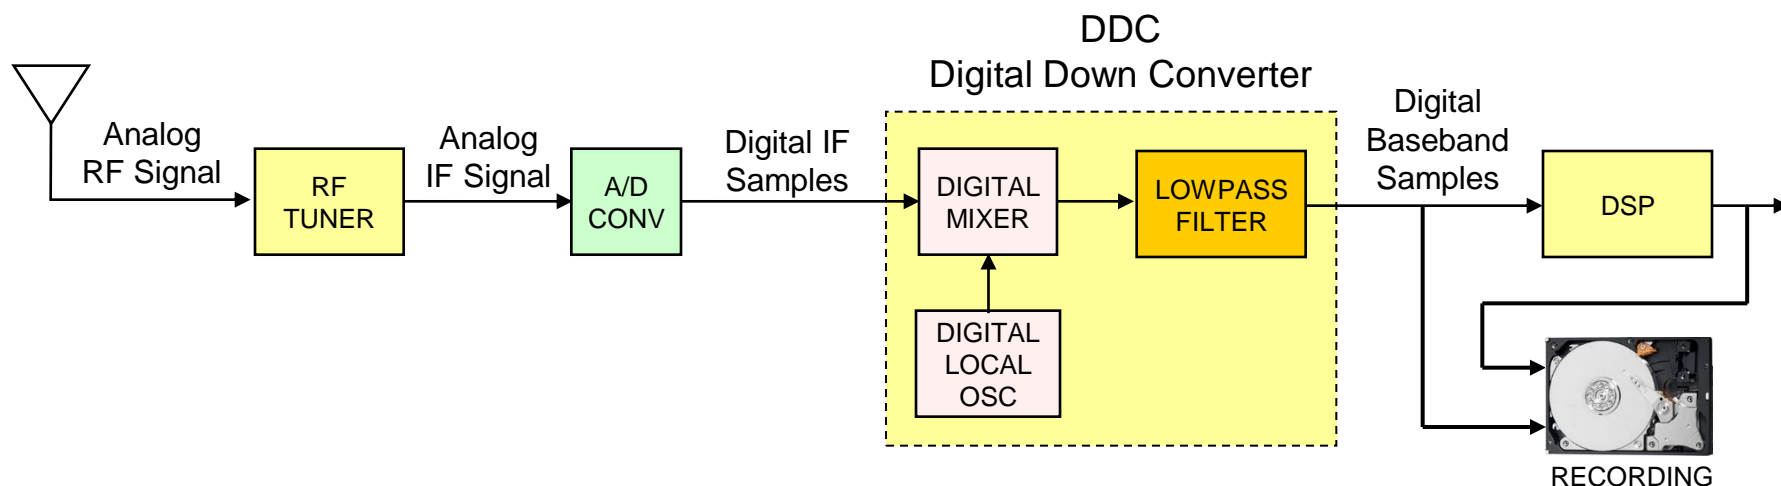 DDC
Digital Down Converter
Analog
RF Signal
RF
TUNER
Analog
IF Signal
A/D
CONV
Digital IF
Samples
DIGITAL
MIXER
LOWPASS
FILTER
DIGITAL
LOCAL
OSC
Digital
Baseband
Samples
DSP
RECORDING